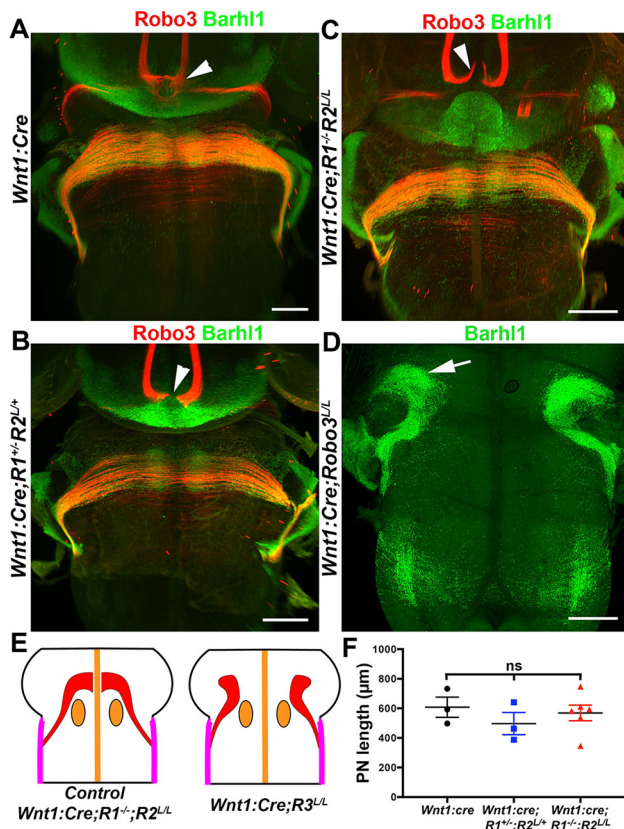 A
Robo3 Barhl1
Wnt1:Cre
C
Robo3 Barhl1
Wnt1:Cre;R1-/-R2L/L
B
Robo3 Barhl1
Wnt1:Cre;R1+/-R2L/+
D
Barhl1
Wnt1:Cre;Robo3L/L
E
Control
Wnt1:Cre;R1-/-;R2L/L
Wnt1:Cre;R3L/L
F
PN length (µm)
1000
800
600
400
200
0
ns
Wnt1:cre
Wnt1:cre;
R1+/-:R2L/+
Wnt1:cre;
R1-/-:R2L/L